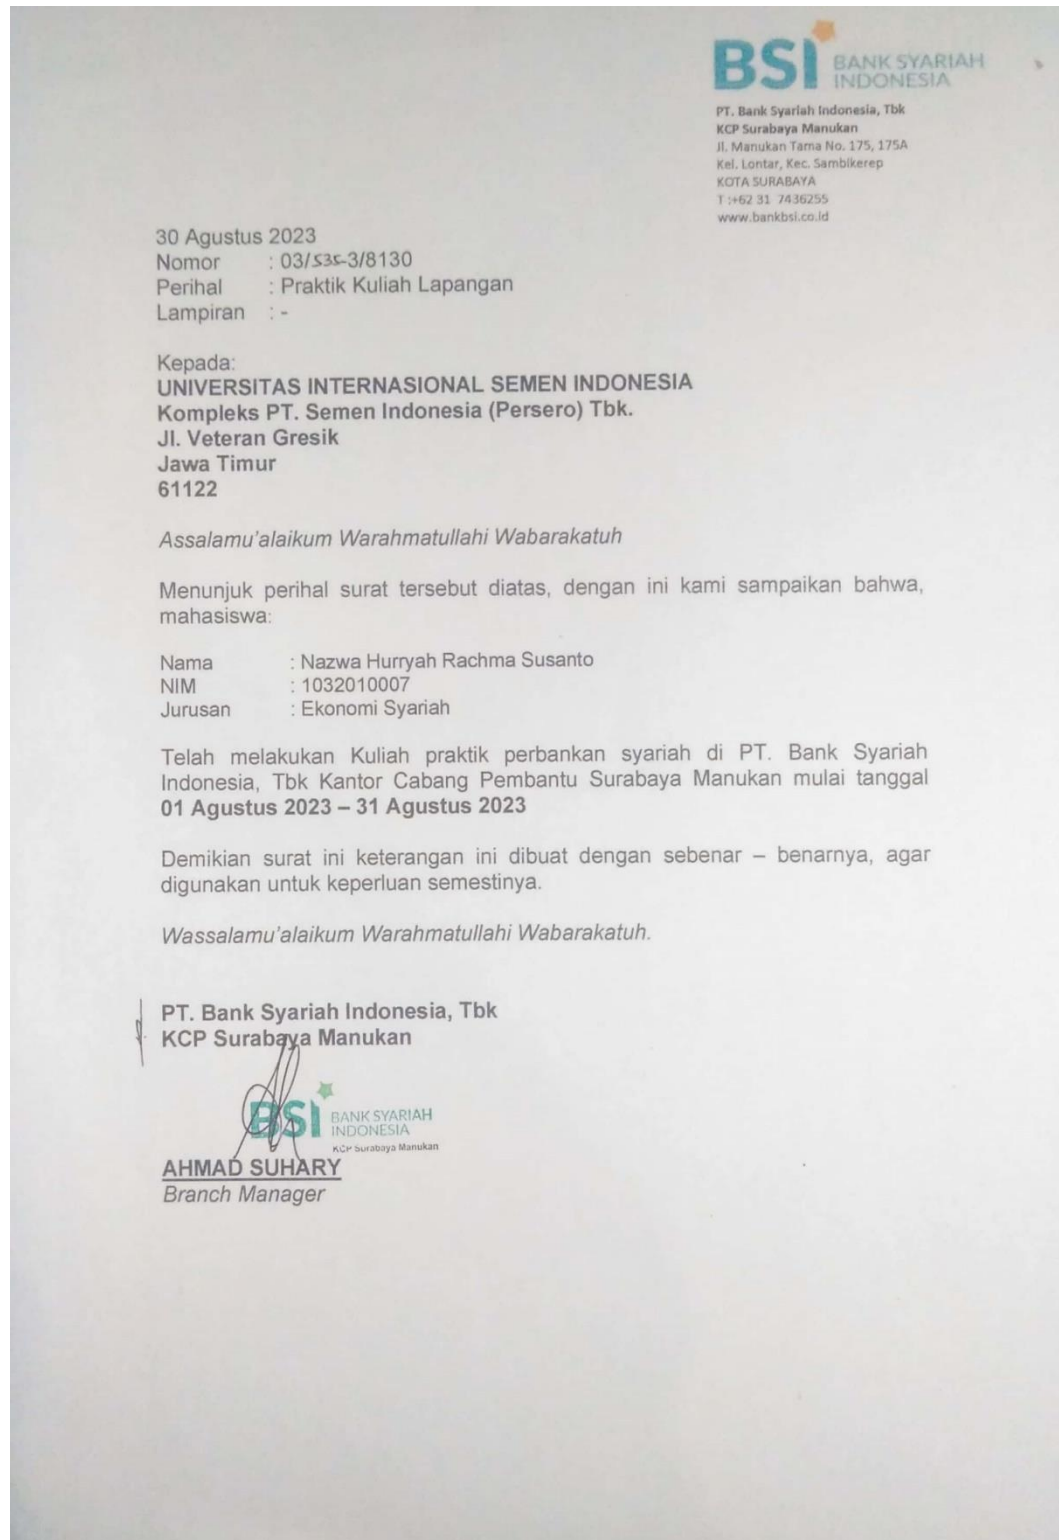 BSI BANK SYARIAH
INDONESIA
PT. Bank Syariah Indonesia, Tbk
KCP Surabaya Manukan
Jl. Manukan Tama No. 175, 175A
Kel. Lontar, Kec. Sambikerep
KOTA SURABAYA
T :+62 31 7436255
www.bankbsi.co.id
30 Agustus 2023
Nomor : 03/535-3/8130
Perihal : Praktik Kuliah Lapangan
Lampiran : -
Kepada:
UNIVERSITAS INTERNASIONAL SEMEN INDONESIA
Kompleks PT. Semen Indonesia (Persero) Tbk.
Jl. Veteran Gresik
Jawa Timur
61122
Assalamu'alaikum Warahmatullahi Wabarakatuh
Menunjuk perihal surat tersebut diatas, dengan ini kami sampaikan bahwa,
mahasiswa:
Nama : Nazwa Hurryah Rachma Susanto
NIM : 1032010007
Jurusan : Ekonomi Syariah
Telah melakukan Kuliah praktik perbankan syariah di PT. Bank Syariah
Indonesia, Tbk Kantor Cabang Pembantu Surabaya Manukan mulai tanggal
01 Agustus 2023 – 31 Agustus 2023
Demikian surat ini keterangan ini dibuat dengan sebenar – benarnya, agar
digunakan untuk keperluan semestinya.
Wassalamu'alaikum Warahmatullahi Wabarakatuh.
PT. Bank Syariah Indonesia, Tbk
KCP Surabaya Manukan
BSI BANK SYARIAH
INDONESIA
KCP Surabaya Manukan
AHMAD SUHARY
Branch Manager